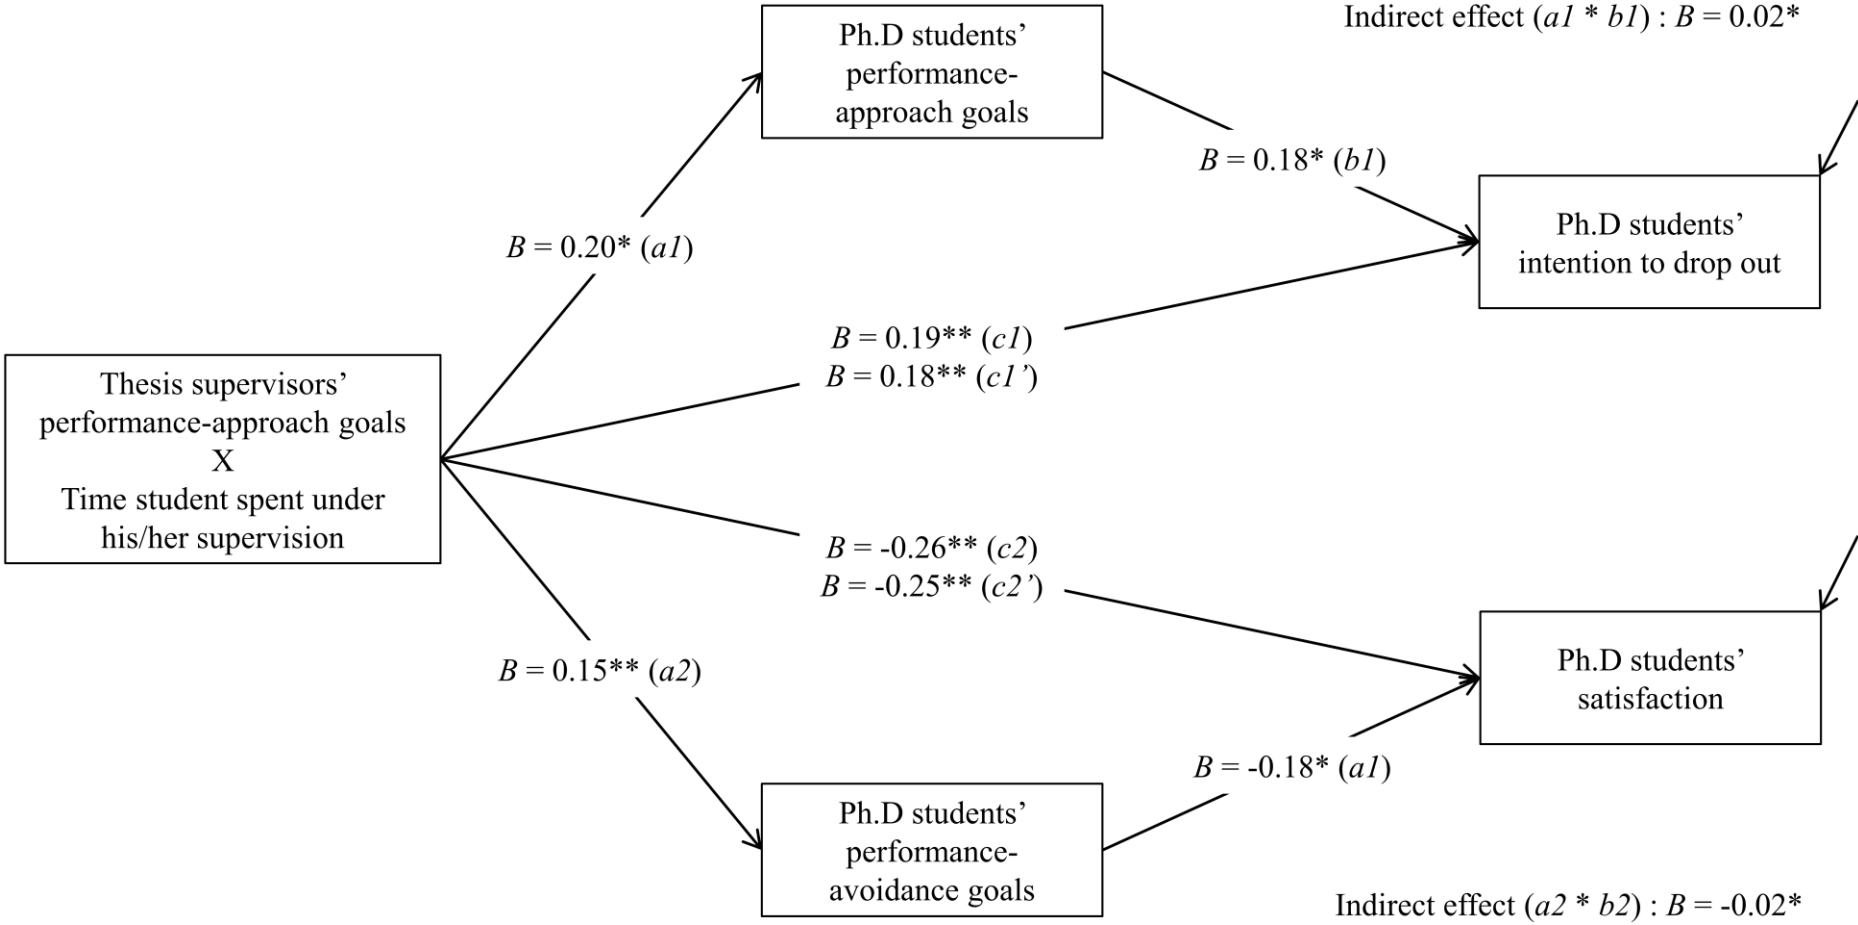 Indirect effect (a1 * b1) : B = 0.02*
Ph.D students’
performance-
approach goals
B = 0.18* (b1)
Ph.D students’
intention to drop out
B = 0.20* (a1)
B = 0.19** (c1)
B = 0.18** (c1’)
Thesis supervisors’
performance-approach goals
X
Time student spent under
his/her supervision
B = -0.26** (c2)
B = -0.25** (c2’)
B = 0.15** (a2)
Ph.D students’
satisfaction
B = -0.18* (a1)
Ph.D students’
performance-
avoidance goals
Indirect effect (a2 * b2) : B = -0.02*